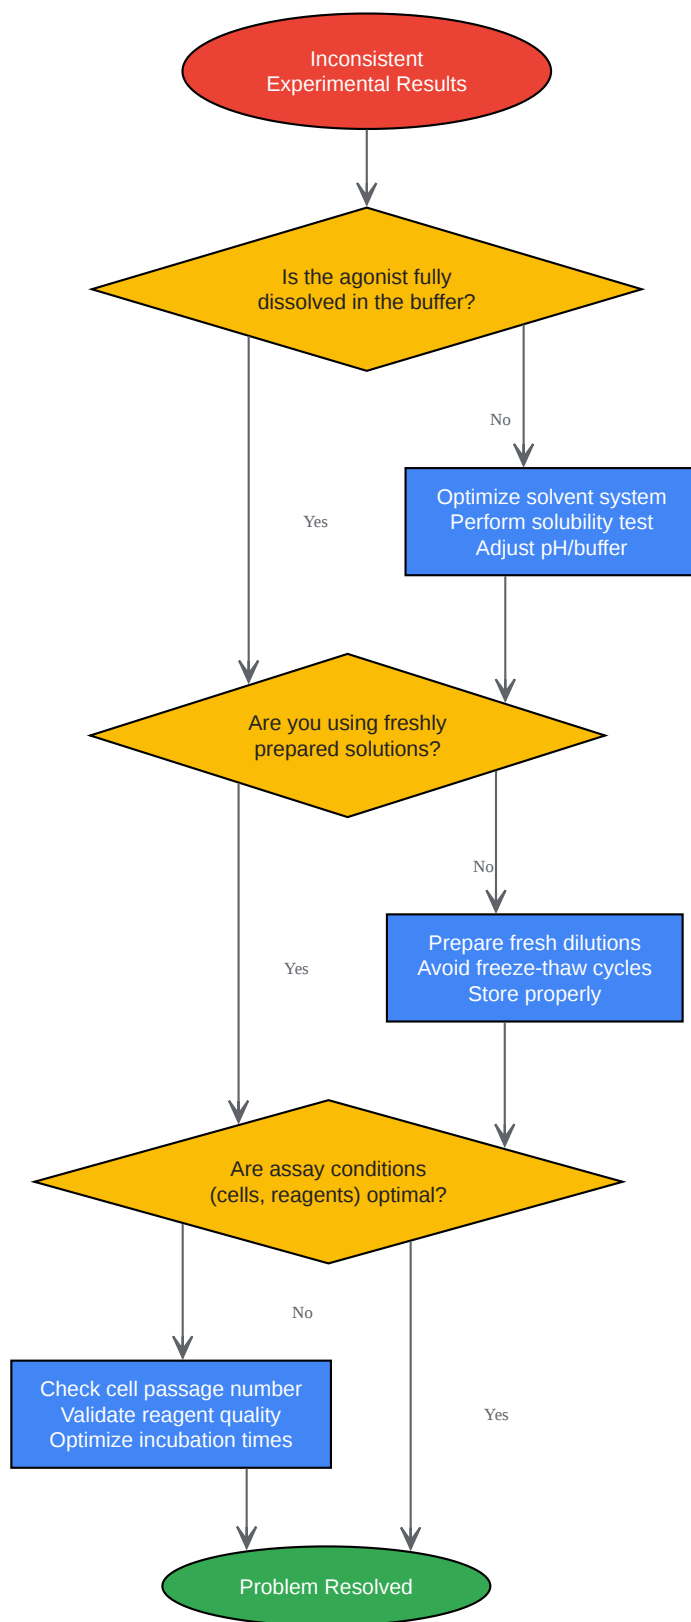 Inconsistent
Experimental Results
Is the agonist fully
dissolved in the buffer?
No
Optimize solvent system
Perform solubility test
Adjust pH/buffer
Yes
Are you using freshly
prepared solutions?
No
Prepare fresh dilutions
Avoid freeze-thaw cycles
Store properly
Yes
Are assay conditions
(cells, reagents) optimal?
No
Check cell passage number
Validate reagent quality
Optimize incubation times
Yes
Problem Resolved